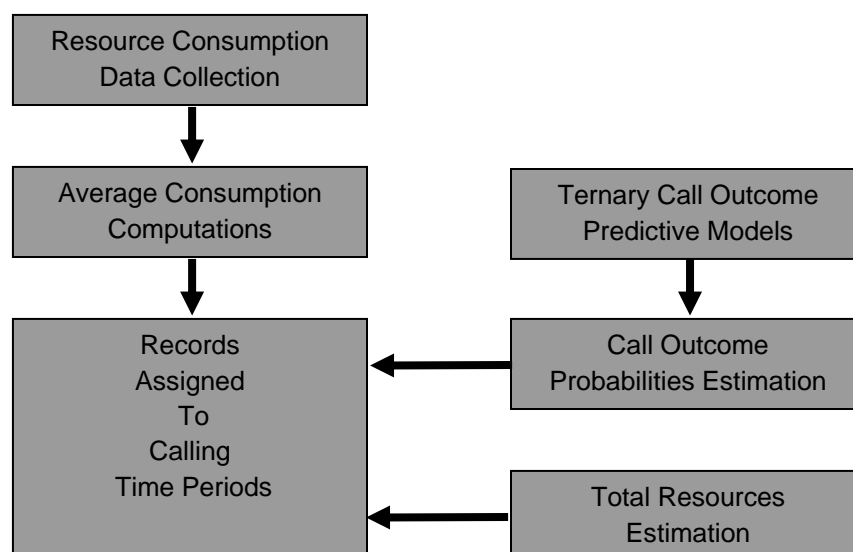 Resource Consumption
Data Collection
Average Consumption
Computations
Ternary Call Outcome
Predictive Models
Records
Assigned
To
Calling
Time Periods
Call Outcome
Probabilities Estimation
Total Resources
Estimation